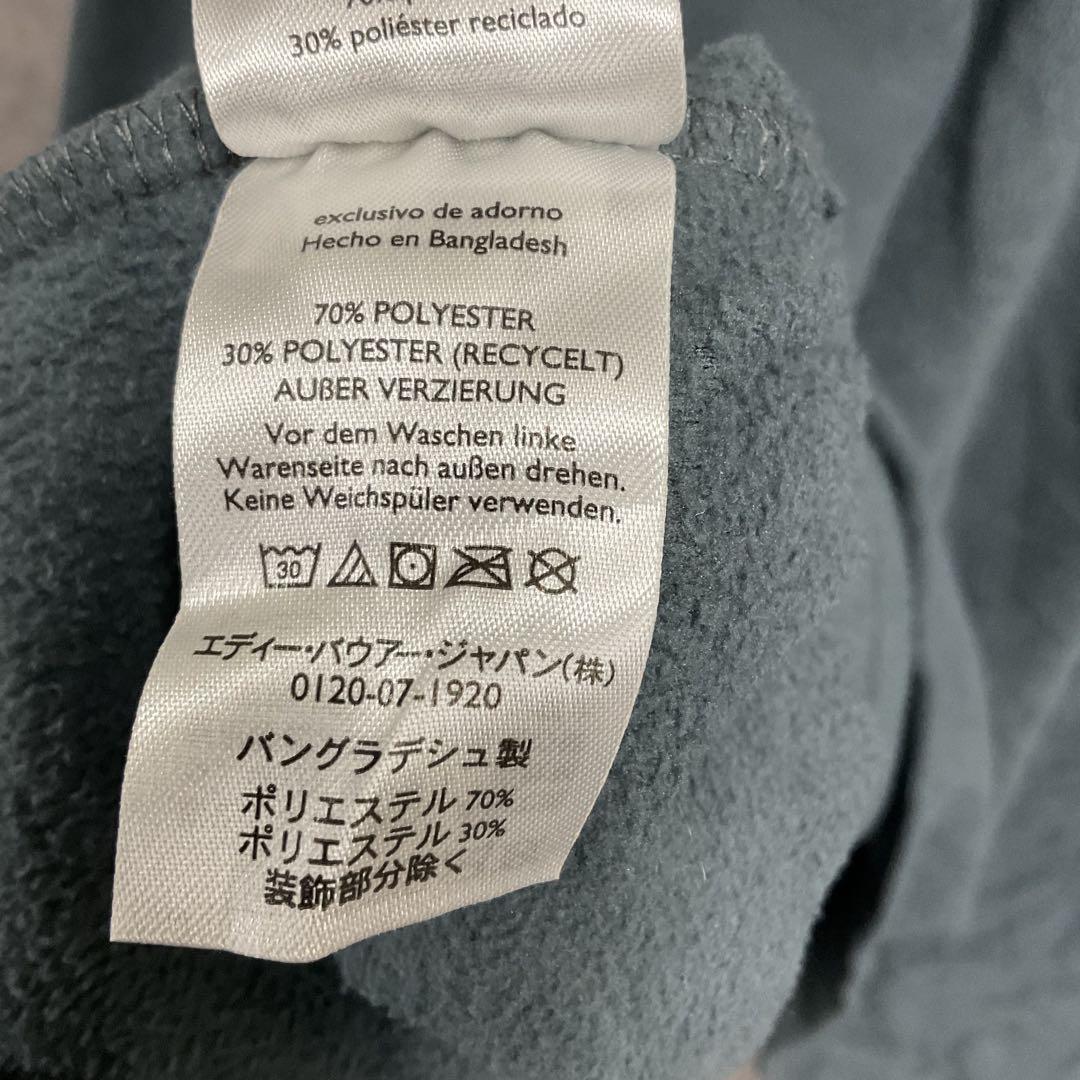 30% poliéster reciclado
exclusivo de adorno
Hecho en Bangladesh
70% POLYESTER
30% POLYESTER (RECYCELT)
AUßER VERZIERUNG
Vor dem Waschen linke
Warenseite nach außen drehen.
Keine Weichspüler verwenden.
30
エディー・バウアー・ジャパン(株)
0120-07-1920
バングラデシュ製
ポリエステル 70%
ポリエステル 30%
装飾部分除く